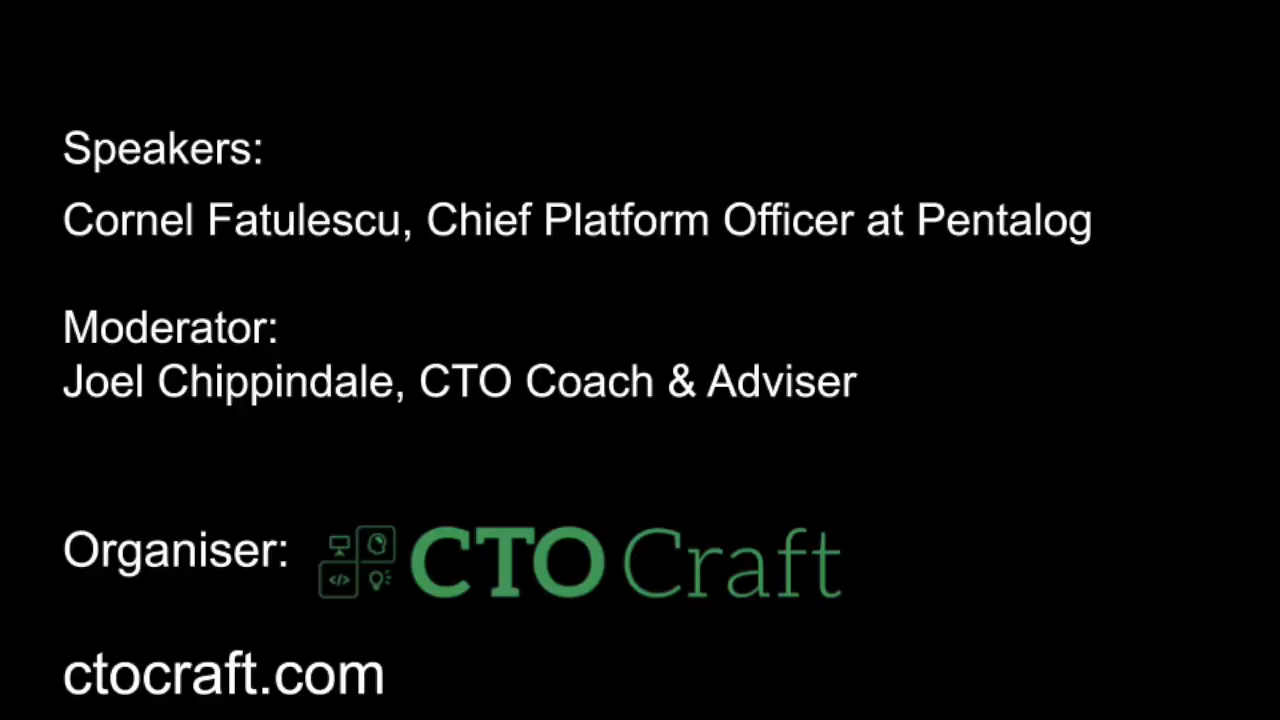 Speakers:
Cornel Fatulescu, Chief Platform Officer at Pentalog
Moderator:
Joel Chippindale, CTO Coach & Adviser
Organiser: </> CTO Craft
ctocraft.com